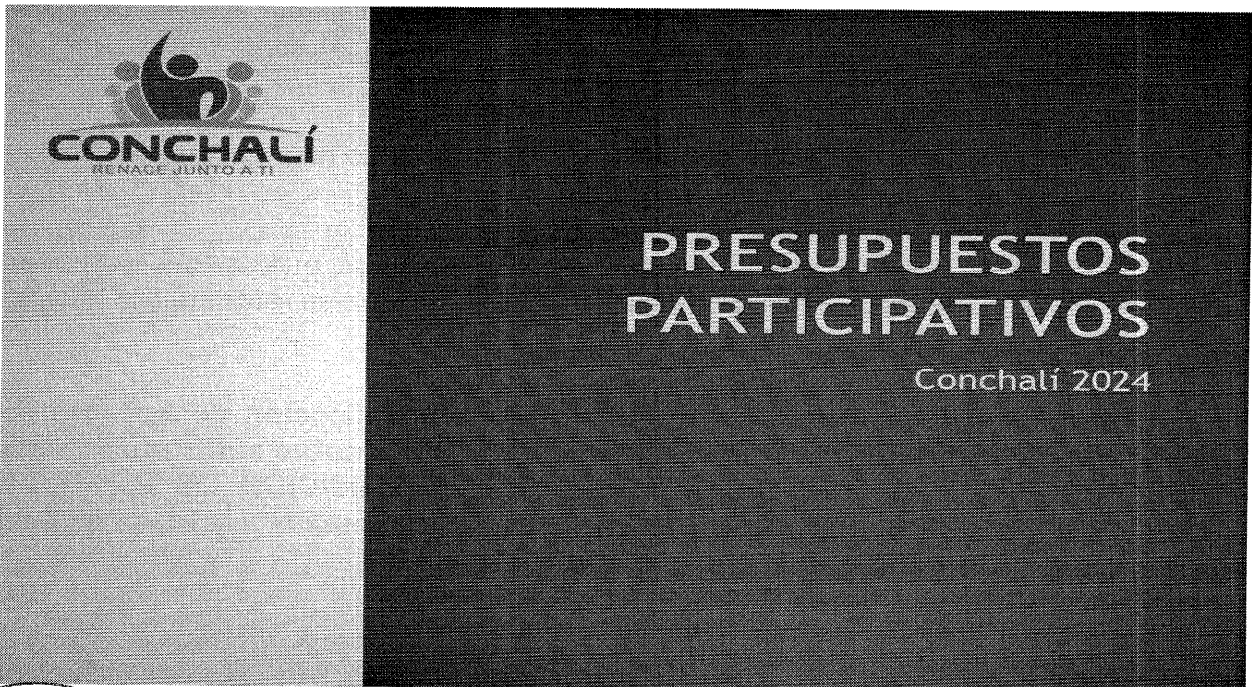 CONCHALÍ
RENACE JUNTO A TI
PRESUPUESTOS
PARTICIPATIVOS
Conchalí 2024